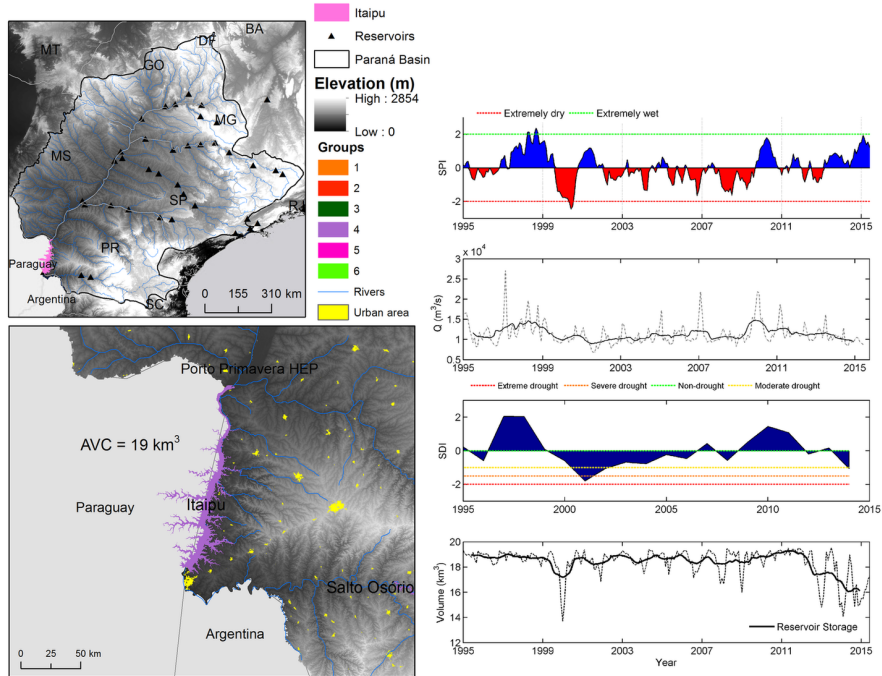 Itaipu
Reservoirs
Paraná Basin
Elevation (m)
High : 2854
Low : 0
Groups
1
2
3
4
5
6
Rivers
Urban area
MT
DF
BA
GO
MG
MS
SP
PR
SC
Paraguay
Argentina
0 155 310 km
Porto Primavera HEP
AVC = 19 km³
Paraguay
Itaipu
Salto Osório
Argentina
0 25 50 km
Extremely dry
Extremely wet
SPI
2
0
-2
1995 1999 2003 2007 2011 2015
x 10⁴
Q (m³/s)
3
2.5
2
1.5
1
0.5
1995 1999 2003 2007 2011 2015
Extreme drought
Severe drought
Non-drought
Moderate drought
SDI
2
0
-2
1995 2000 2005 2010 2015
Volume (km³)
20
18
16
14
12
Reservoir Storage
1995 1999 2003 2007 2011 2015
Year